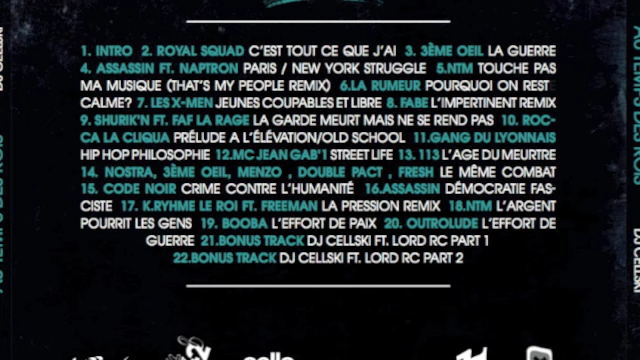 1. INTRO 2. ROYAL SQUAD C'EST TOUT CE QUE J'AI 3. 3ÈME OEIL LA GUERRE
4. ASSASSIN FT. NAPTRON PARIS / NEW YORK STRUGGLE 5.NTM TOUCHE PAS
MA MUSIQUE (THAT'S MY PEOPLE REMIX) 6.LA RUMEUR POURQUOI ON REST
CALME? 7. LES X-MEN JEUNES COUPABLES ET LIBRE 8. FABE L'IMPERTINENT REMIX
9. SHURIK'N FT. FAF LA RAGE LA GARDE MEURT MAIS NE SE REND PAS 10. ROC-
CA LA CLIQUA PRÉLUDE A L'ÉLÉVATION/OLD SCHOOL 11.GANG DU LYONNAIS
HIP HOP PHILOSOPHIE 12.MC JEAN GAB'1 STREET LIFE 13. 113 L'AGE DU MEURTRE
14. NOSTRA, 3ÈME OEIL, MENZO , DOUBLE PACT , FRESH LE MÊME COMBAT
15. CODE NOIR CRIME CONTRE L'HUMANITÉ 16.ASSASSIN DÉMOCRATIE FAS-
CISTE 17. K.RHYME LE ROI FT. FREEMAN LA PRESSION REMIX 18.NTM L'ARGENT
POURRIT LES GENS 19. BOOBA L'EFFORT DE PAIX 20. OUTROLUDE L'EFFORT DE
GUERRE 21.BONUS TRACK DJ CELLSKI FT. LORD RC PART 1
22.BONUS TRACK DJ CELLSKI FT. LORD RC PART 2
DJ CELLSKI